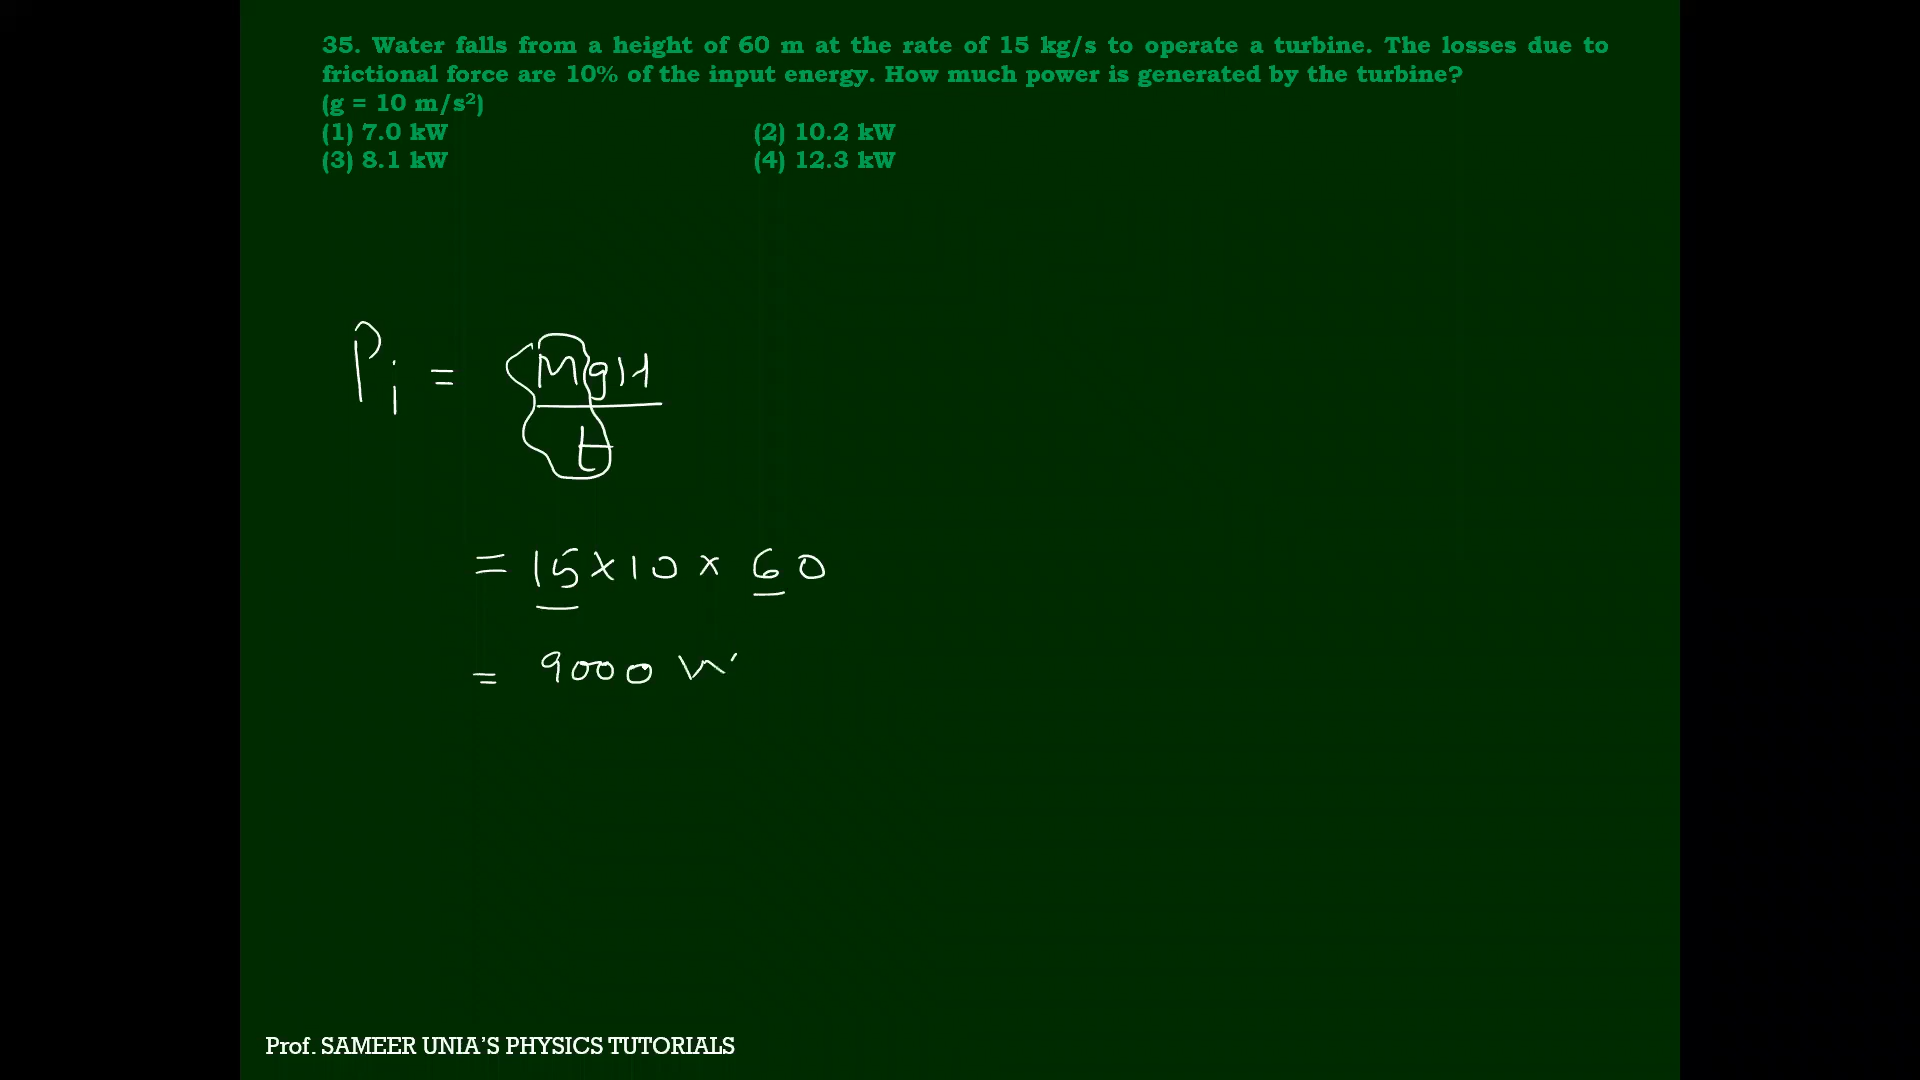 35. Water falls from a height of 60 m at the rate of 15 kg/s to operate a turbine. The losses due to
frictional force are 10% of the input energy. How much power is generated by the turbine?
(g = 10 m/s²)
(1) 7.0 kW (2) 10.2 kW
(3) 8.1 kW (4) 12.3 kW
Pi = MgH
t
= 15 × 10 × 60
= 9000 W
Prof. SAMEER UNIA'S PHYSICS TUTORIALS